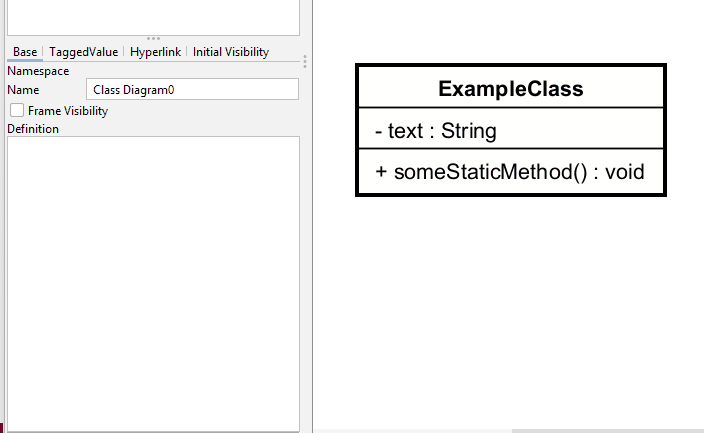 Base TaggedValue Hyperlink Initial Visibility
Namespace
Name Class Diagram0
Frame Visibility
Definition
ExampleClass
- text : String
+ someStaticMethod() : void